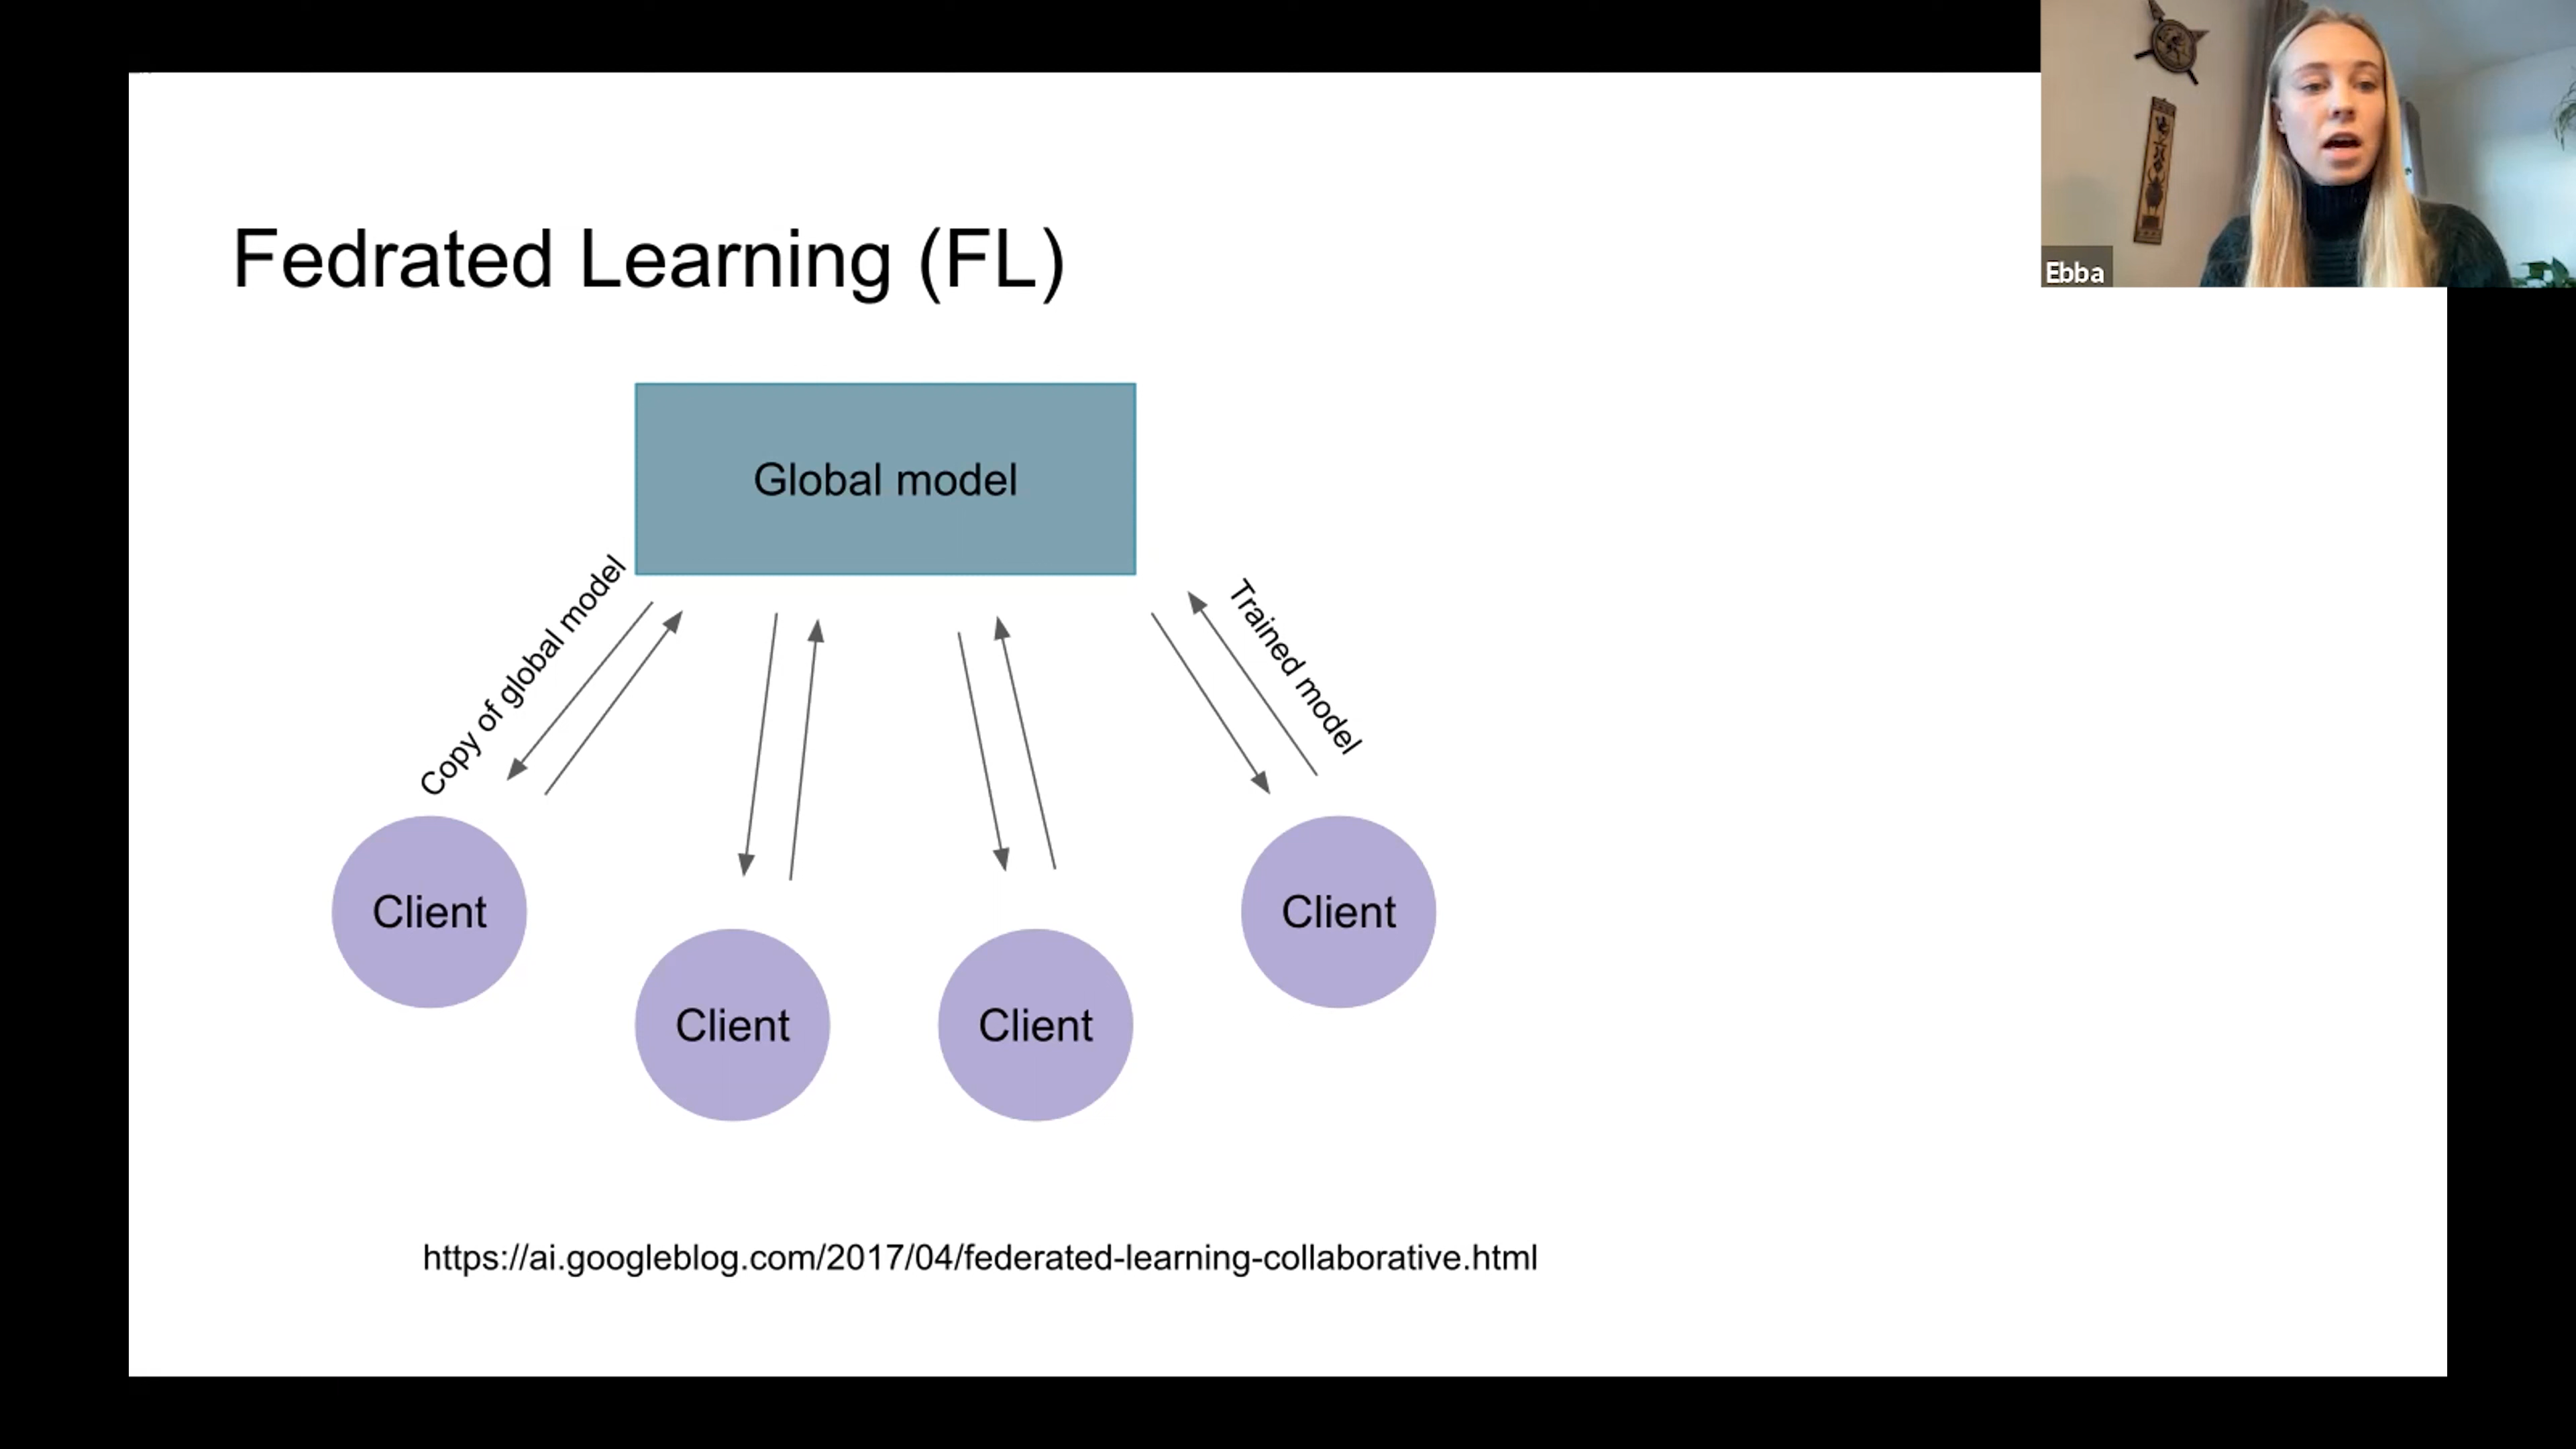 Ebba
Fedrated Learning (FL)
Global model
Copy of global model
Trained model
Client
Client
Client
Client
https://ai.googleblog.com/2017/04/federated-learning-collaborative.html